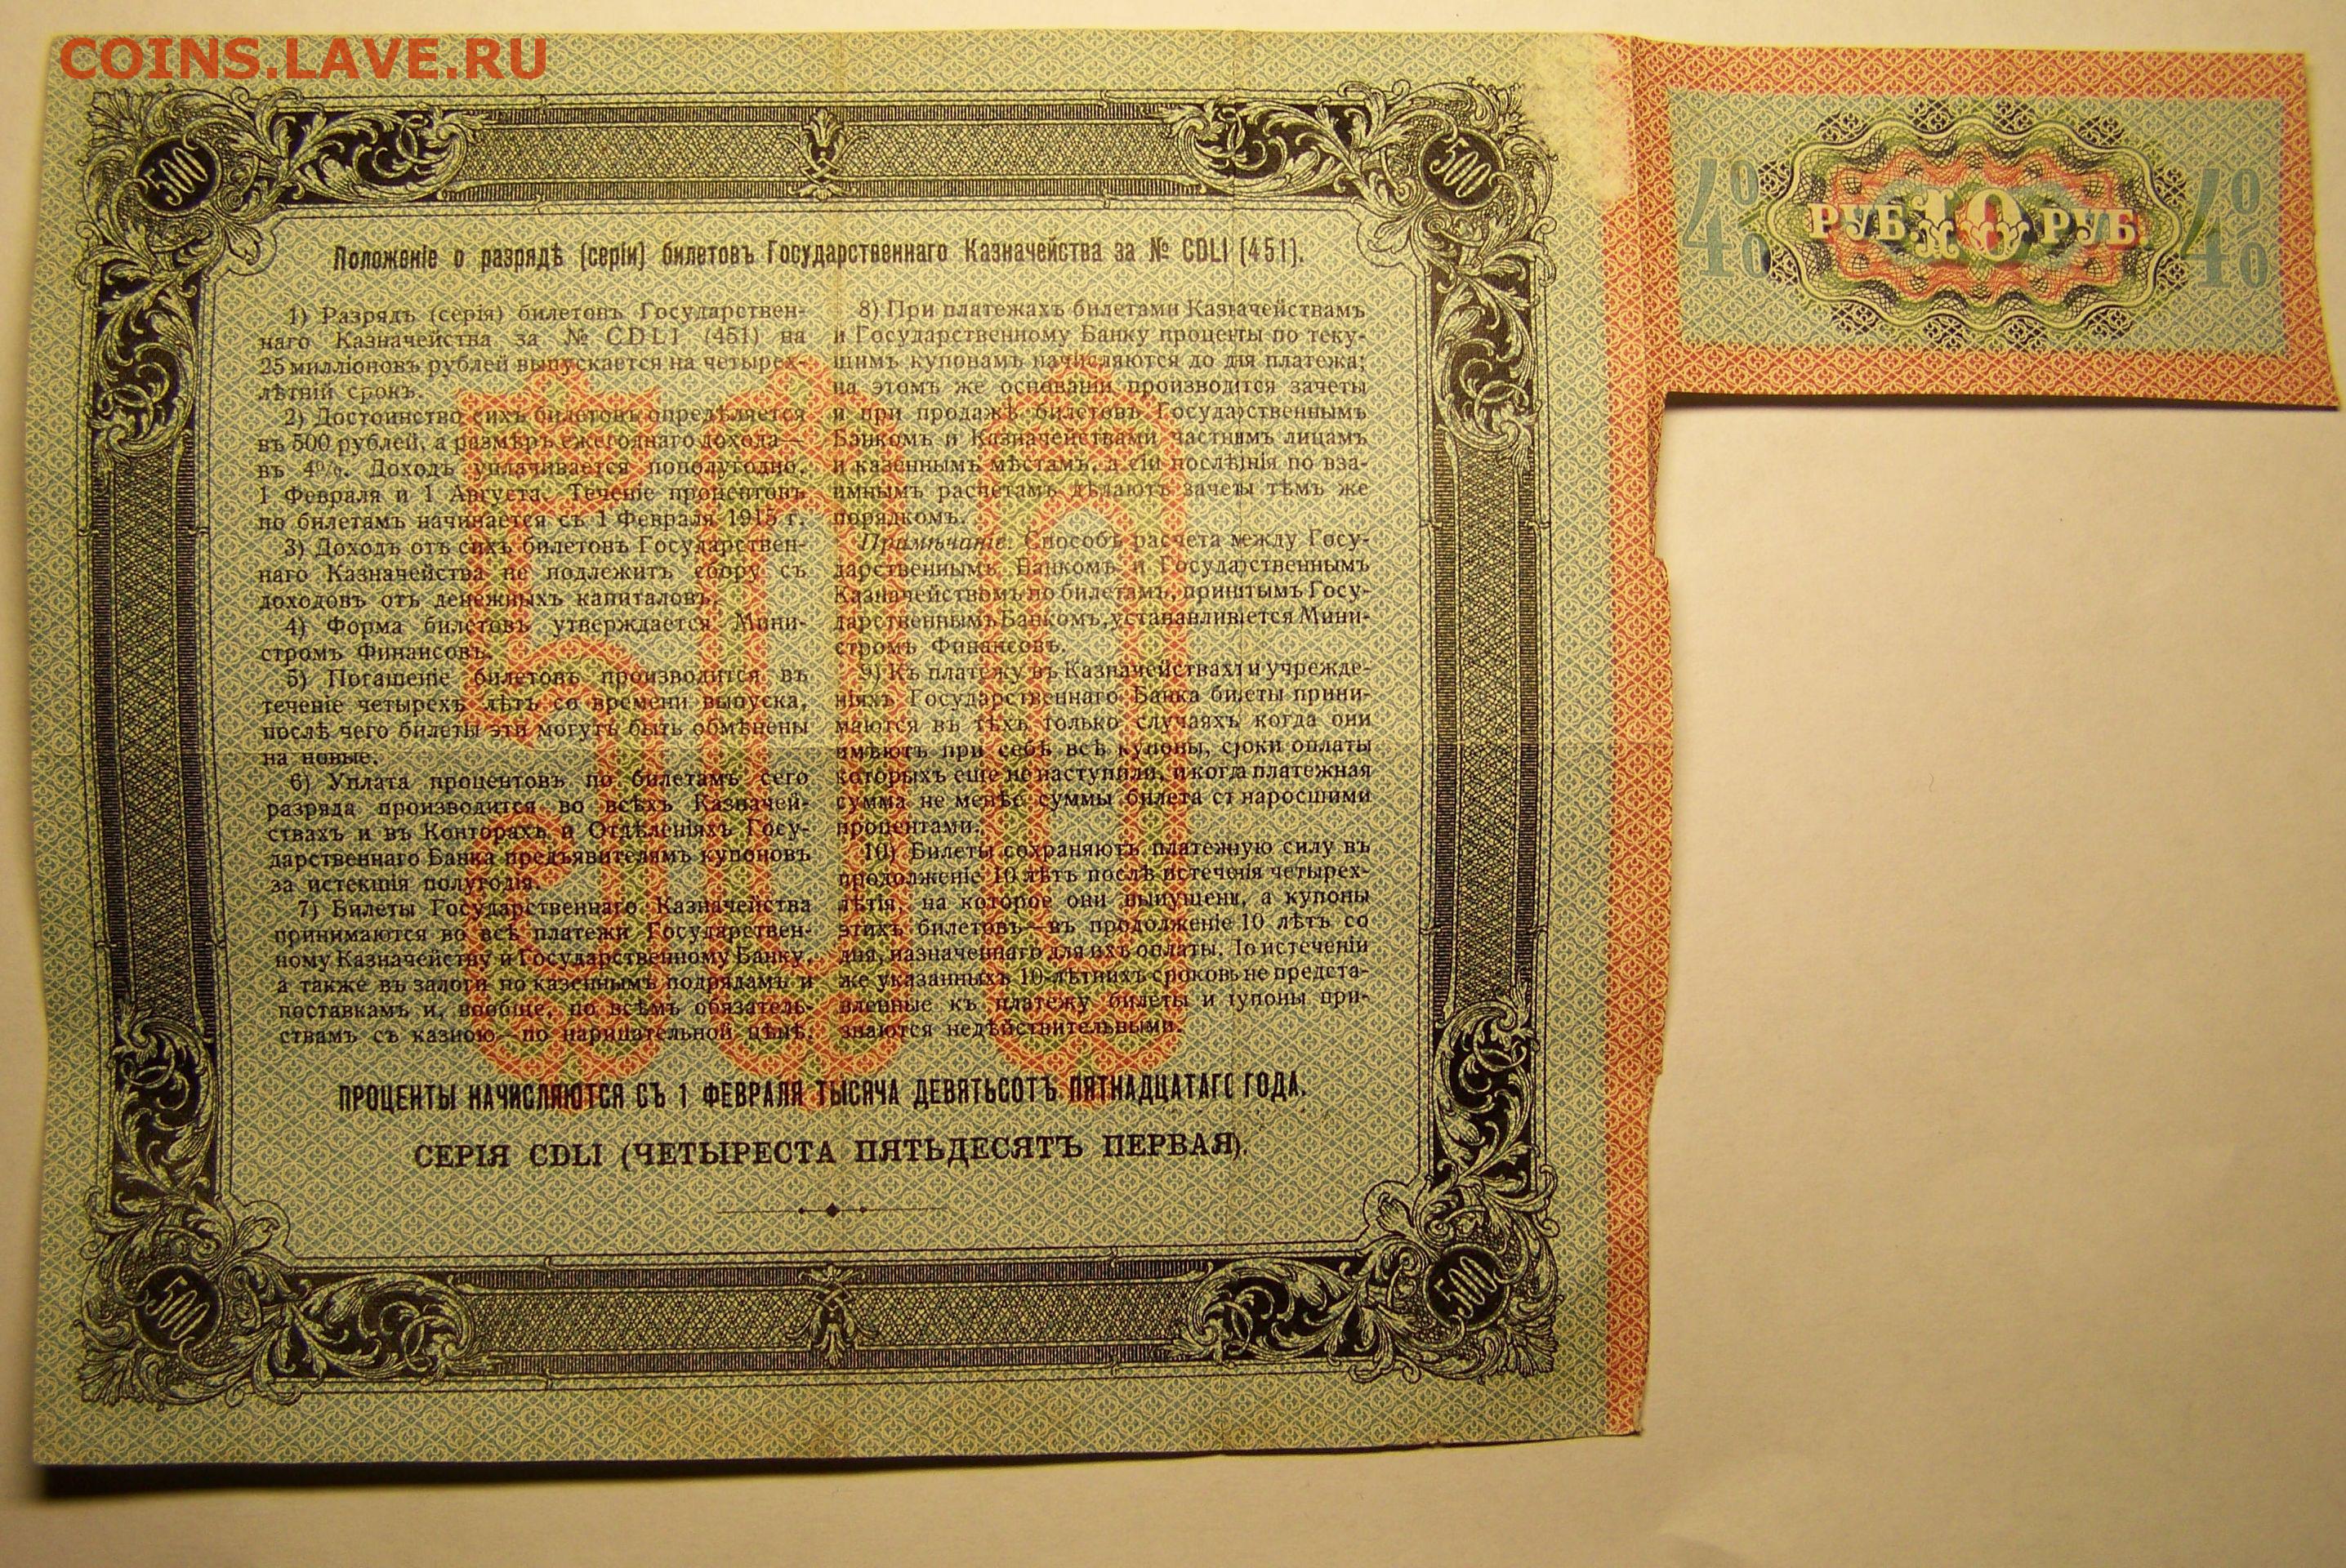 COINS.LAVE.RU
500
500
4%
РУБ. 10 РУБ.
4%
Положеніе о разрядѣ (серіи) билетовъ Государственнаго Казначейства за № CDLI (451).
1) Разрядъ (серія) билетовъ Государствен-
наго Казначейства за № CDLI (451) на
25 милліоновъ рублей выпускается на четырех-
лѣтній срокъ.
2) Достоинство сихъ билетовъ опредѣляется
въ 500 рублей, а размѣръ ежегоднаго дохода—
въ 4%. Доходъ уплачивается пополугодно,
1 Февраля и 1 Августа. Теченіе процентовъ
по билетамъ начинается съ 1 Февраля 1915 г.
3) Доходъ отъ сихъ билетовъ Государствен-
наго Казначейства не подлежитъ сбору съ
доходовъ отъ денежныхъ капиталовъ.
4) Форма билетовъ утверждается Мини-
стромъ Финансовъ.
5) Погашеніе билетовъ производится въ
теченіе четырехъ лѣтъ со времени выпуска,
послѣ чего билеты эти могутъ быть обмѣнены
на новые.
6) Уплата процентовъ по билетамъ сего
разряда производится во всѣхъ Казначей-
ствахъ и въ Конторахъ и Отдѣленіяхъ Госу-
дарственнаго Банка предъявителямъ купоновъ
за истекшія полугодія.
7) Билеты Государственнаго Казначейства
принимаются во всѣ платежи Государствен-
ному Казначейству и Государственному Банку,
а также въ залоги по казеннымъ подрядамъ и
поставкамъ и, вообще, по всѣмъ обязатель-
ствамъ съ казною—по нарицательной цѣнѣ.
8) При платежахъ билетами Казначействамъ
и Государственному Банку проценты по теку-
щимъ купонамъ начисляются до дня платежа;
на этомъ же основаніи производятся зачеты
и при продажѣ билетовъ Государственнымъ
Банкомъ и Казначействами частнымъ лицамъ
и казеннымъ мѣстамъ, а сіи послѣднія по вза-
имнымъ расчетамъ дѣлаютъ зачеты тѣмъ же
порядкомъ.
Примѣчаніе. Способъ расчета между Госу-
дарственнымъ Банкомъ и Государственнымъ
Казначействомъ по билетамъ, принятымъ Госу-
дарственнымъ Банкомъ, устанавливается Мини-
стромъ Финансовъ.
9) Къ платежу въ Казначействахъ и учрежде-
ніяхъ Государственнаго Банка билеты прини-
маются въ тѣхъ только случаяхъ когда они
имѣютъ при себѣ всѣ купоны, сроки оплаты
которыхъ еще не наступили, и когда платежная
сумма не менѣе суммы билета съ наросшими
процентами.
10) Билеты сохраняютъ платежную силу въ
продолженіе 10 лѣтъ послѣ истеченія четырех-
лѣтія, на которое они выпущены, а купоны
этихъ билетовъ—въ продолженіе 10 лѣтъ со
дня, назначеннаго для ихъ оплаты. По истеченіи
же указанныхъ 10-лѣтнихъ сроковъ не предста-
вленные къ платежу билеты и купоны при-
знаются недѣйствительными.
500
ПРОЦЕНТЫ НАЧИСЛЯЮТСЯ СЪ 1 ФЕВРАЛЯ ТЫСЯЧА ДЕВЯТЬСОТЪ ПЯТНАДЦАТАГО ГОДА.
СЕРІЯ CDLI (ЧЕТЫРЕСТА ПЯТЬДЕСЯТЪ ПЕРВАЯ).
500
500